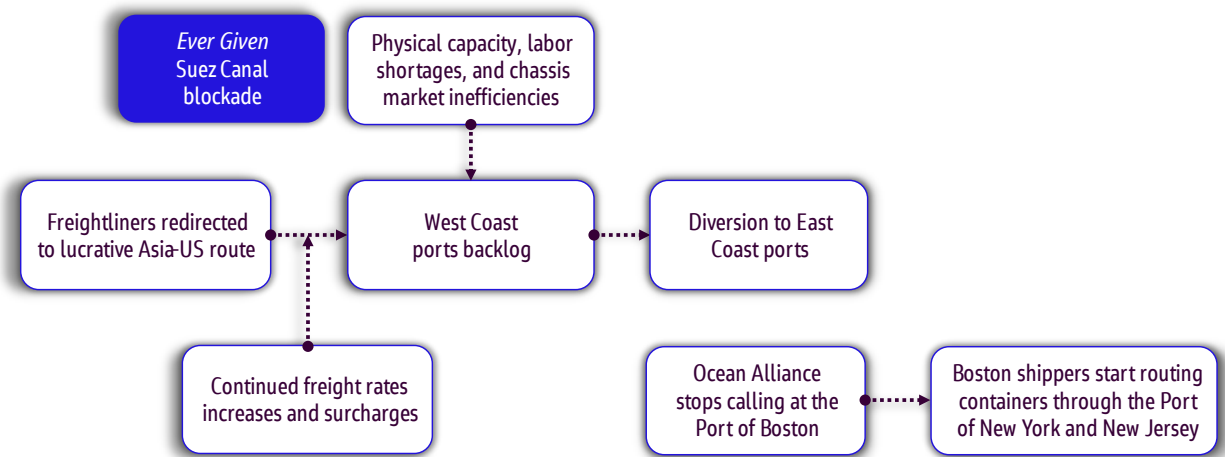 Ever Given
Suez Canal
blockade
Physical capacity, labor
shortages, and chassis
market inefficiencies
Freightliners redirected
to lucrative Asia-US route
West Coast
ports backlog
Diversion to East
Coast ports
Continued freight rates
increases and surcharges
Ocean Alliance
stops calling at the
Port of Boston
Boston shippers start routing
containers through the Port
of New York and New Jersey